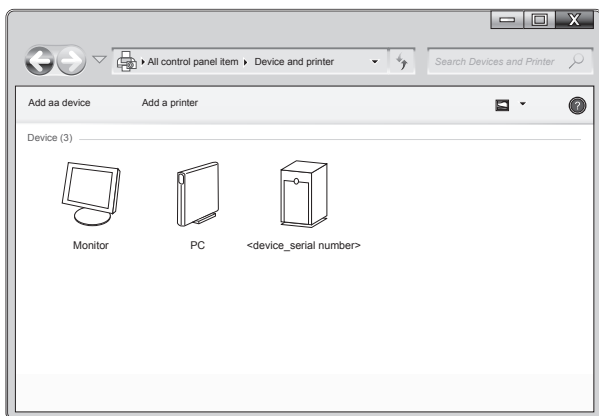 X
All control panel item Device and printer Search Devices and Printer
Add aa device Add a printer ?
Device (3)
Monitor PC <device_serial number>